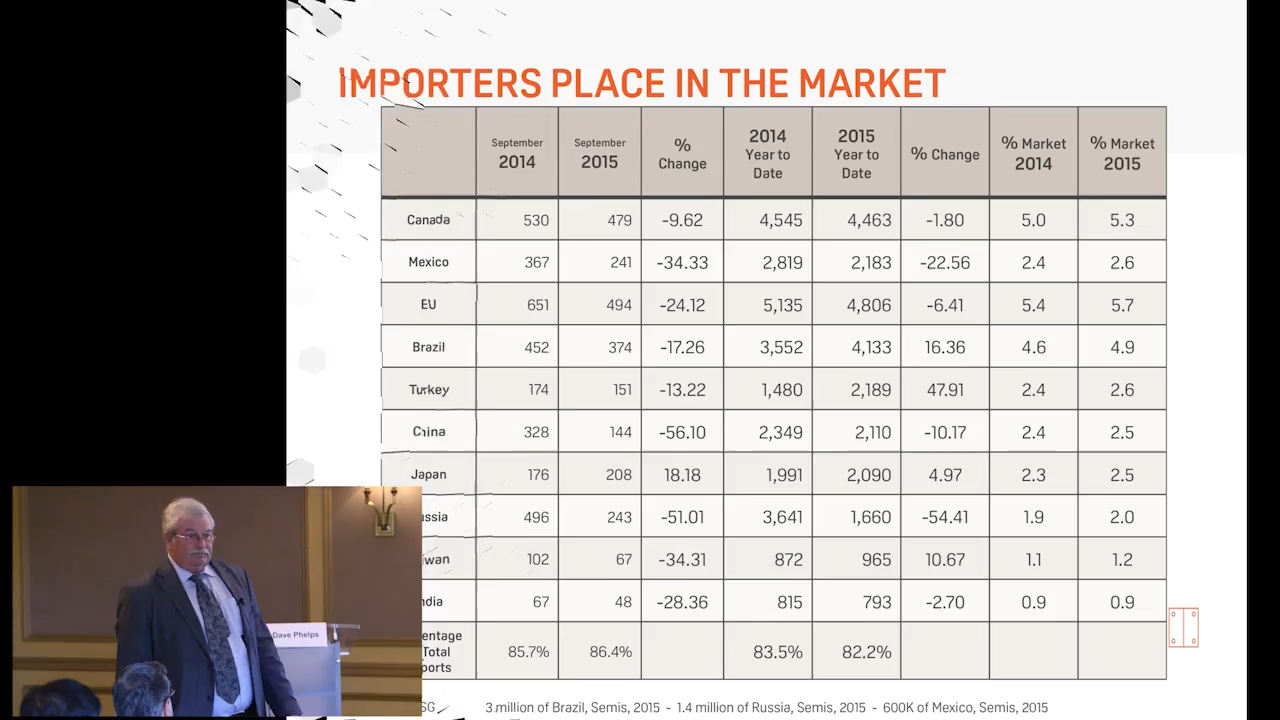 IMPORTERS PLACE IN THE MARKET
September 2014 September 2015 % Change 2014 Year to Date 2015 Year to Date % Change % Market 2014 % Market 2015
Canada 530 479 -9.62 4,545 4,463 -1.80 5.0 5.3
Mexico 367 241 -34.33 2,819 2,183 -22.56 2.4 2.6
EU 651 494 -24.12 5,135 4,806 -6.41 5.4 5.7
Brazil 452 374 -17.26 3,552 4,133 16.36 4.6 4.9
Turkey 174 151 -13.22 1,480 2,189 47.91 2.4 2.6
China 328 144 -56.10 2,349 2,110 -10.17 2.4 2.5
Japan 176 208 18.18 1,991 2,090 4.97 2.3 2.5
ussia 496 243 -51.01 3,641 1,660 -54.41 1.9 2.0
iwan 102 67 -34.31 872 965 10.67 1.1 1.2
ndia 67 48 -28.36 815 793 -2.70 0.9 0.9
entage
Total 85.7% 86.4% 83.5% 82.2%
ports
SG 3 million of Brazil, Semis, 2015 - 1.4 million of Russia, Semis, 2015 - 600K of Mexico, Semis, 2015
Dave Phelps